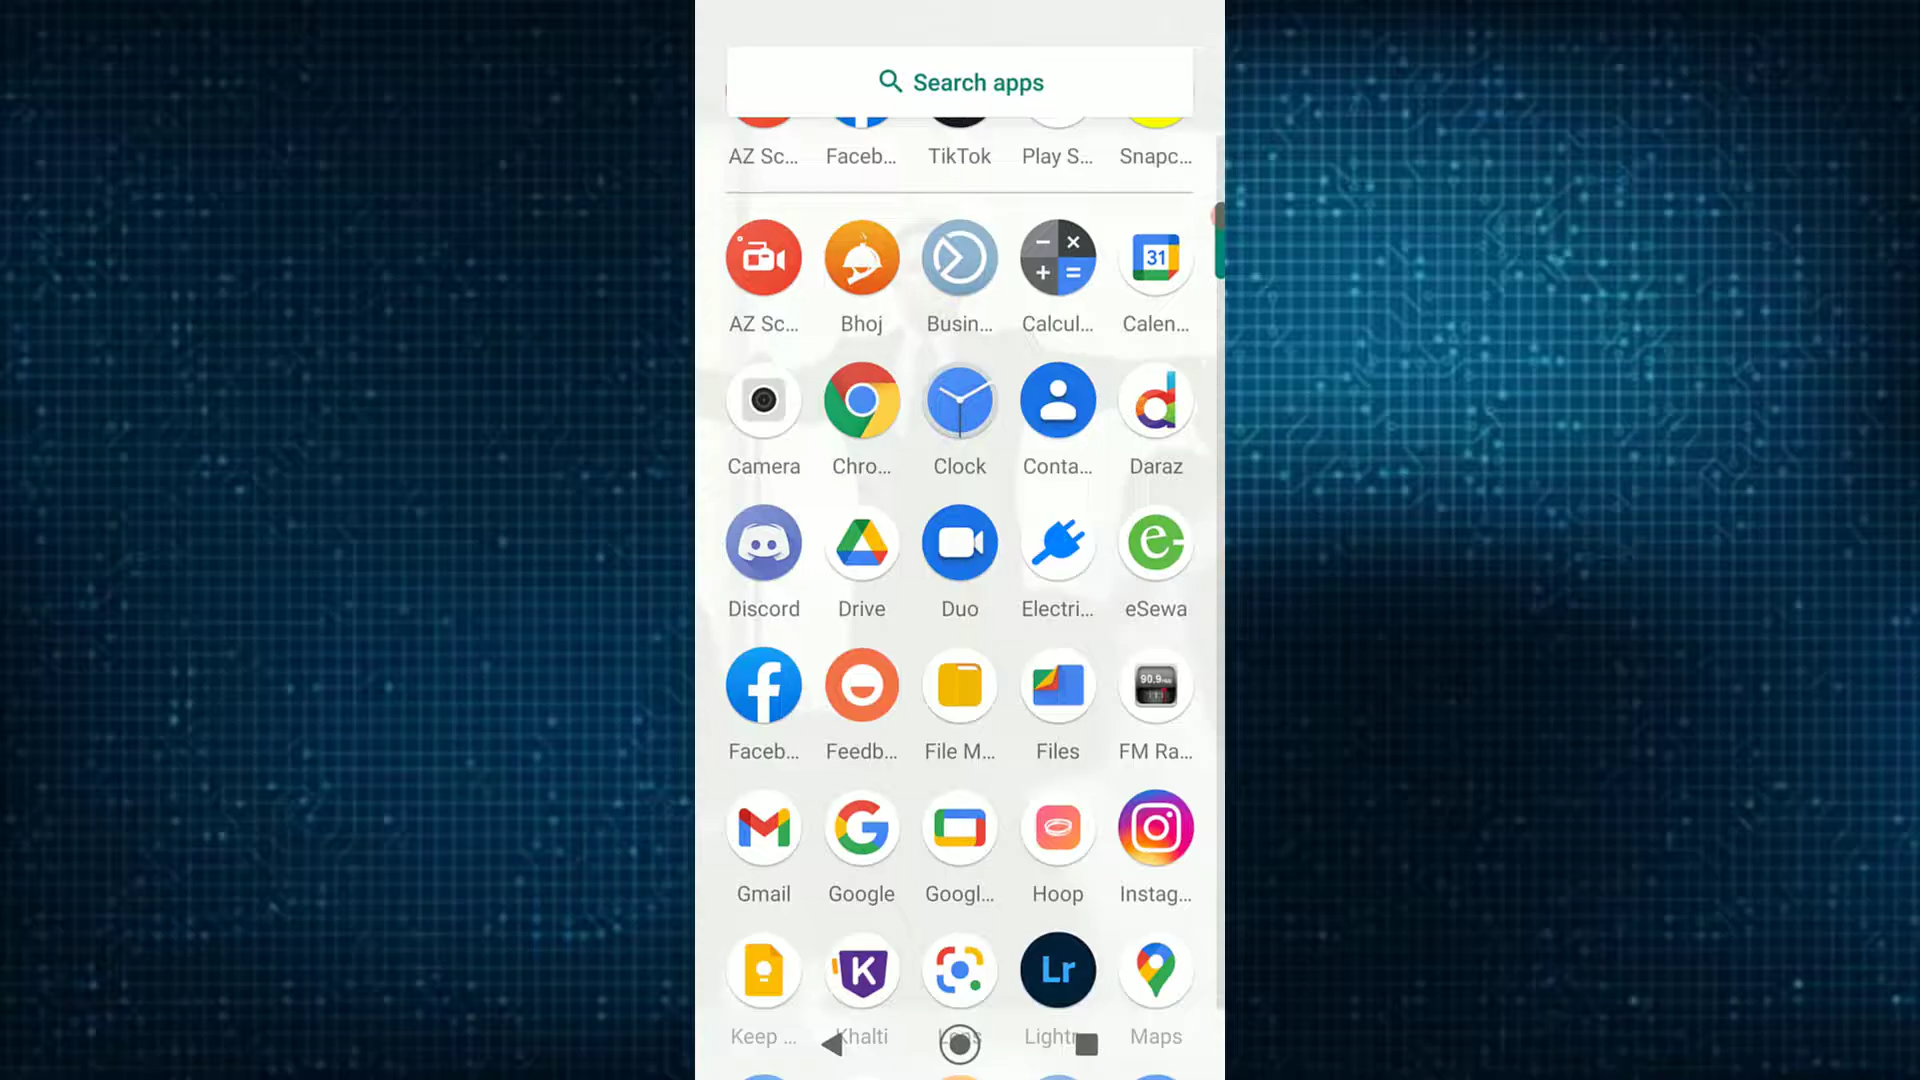 Search apps
AZ Sc... Faceb... TikTok Play S... Snapc...
31
AZ Sc... Bhoj Busin... Calcul... Calen...
Camera Chro... Clock Conta... Daraz
Discord Drive Duo Electri... eSewa
90.9
Faceb... Feedb... File M... Files FM Ra...
Gmail Google Googl... Hoop Instag...
K Lr
Keep ... Khalti Lens Lightr... Maps